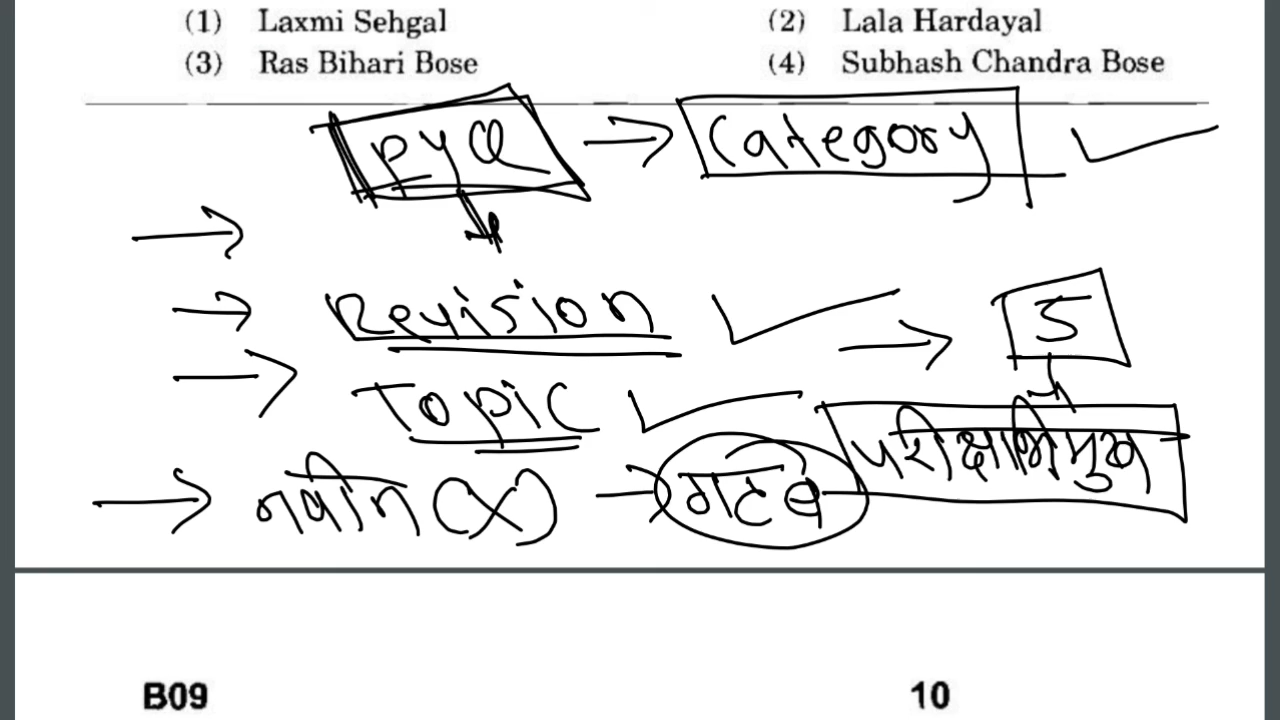 (1) Laxmi Sehgal (2) Lala Hardayal
(3) Ras Bihari Bose (4) Subhash Chandra Bose
PYQ → Category ✓
→
→ Revision ✓ → 5
→ Topic ✓
→ नवीन (X) → परीक्षाभिमुख
B09 10